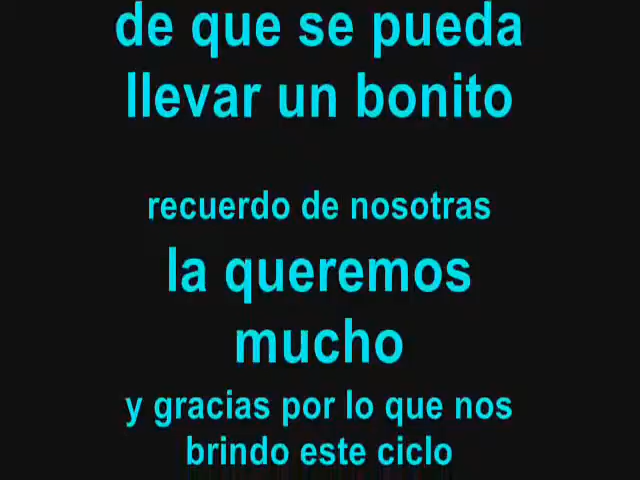 de que se pueda
llevar un bonito
recuerdo de nosotras
la queremos
mucho
y gracias por lo que nos
brindo este ciclo